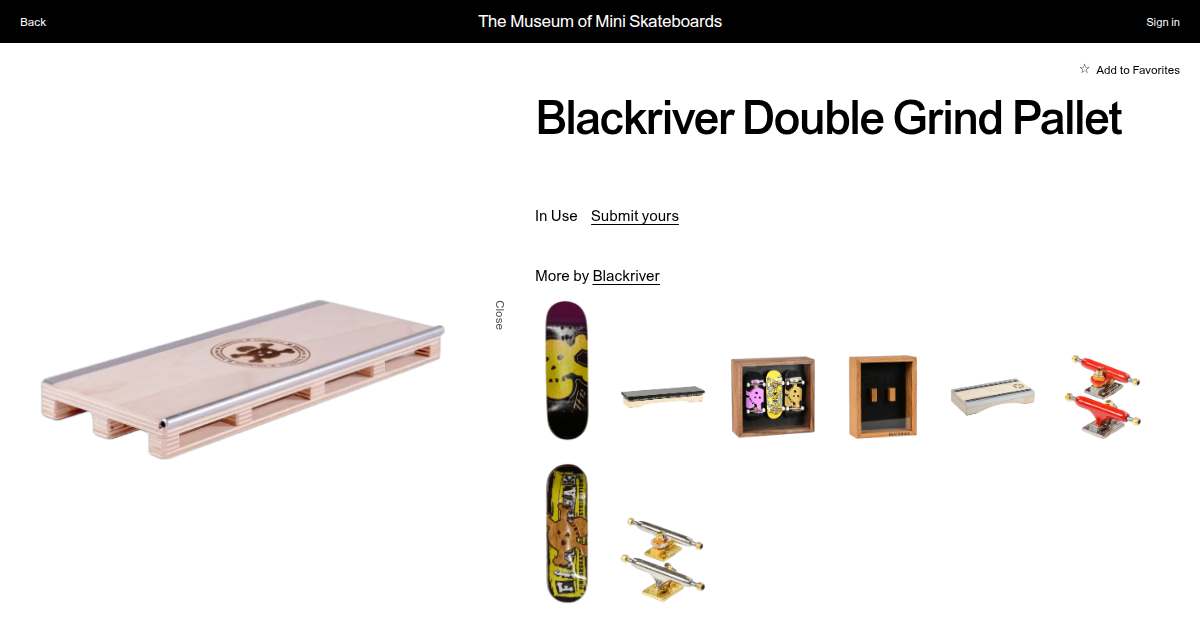 Back
The Museum of Mini Skateboards
Sign in
☆ Add to Favorites
Blackriver Double Grind Pallet
In Use Submit yours
More by Blackriver
Close